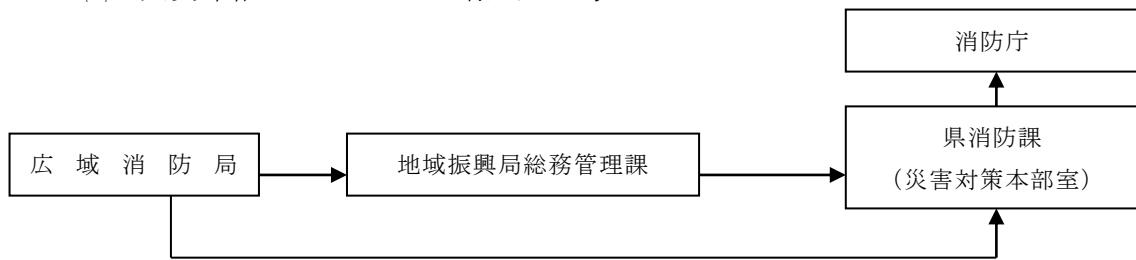 消防庁
広域消防局
地域振興局総務管理課
県消防課
（災害対策本部室）